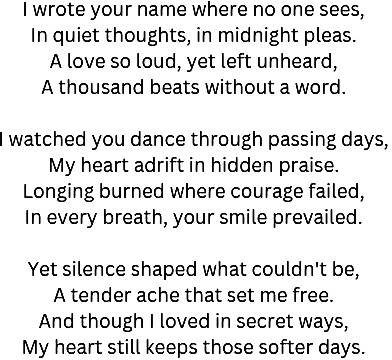 I wrote your name where no one sees,
In quiet thoughts, in midnight pleas.
A love so loud, yet left unheard,
A thousand beats without a word.

I watched you dance through passing days,
My heart adrift in hidden praise.
Longing burned where courage failed,
In every breath, your smile prevailed.

Yet silence shaped what couldn't be,
A tender ache that set me free.
And though I loved in secret ways,
My heart still keeps those softer days.